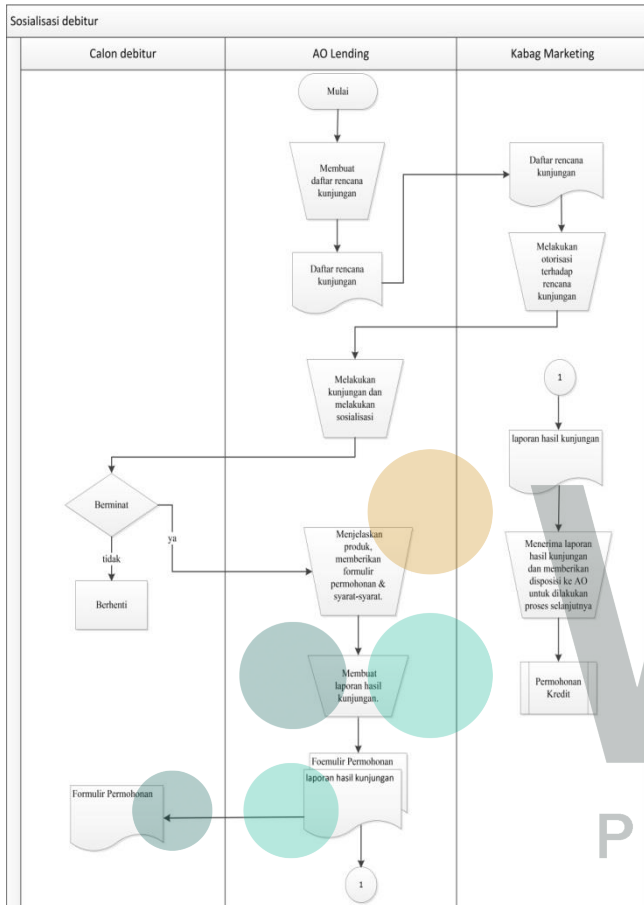 Sosialisasi debitur
Calon debitur
AO Lending
Kabag Marketing
Mulai
Membuat
daftar rencana
kunjungan
Daftar rencana
kunjungan
Daftar rencana
kunjungan
Melakukan
otorisasi
terhadap
rencana
kunjungan
Melakukan
kunjungan dan
melakukan
sosialisasi
1
laporan hasil kunjungan
Berminat
ya
tidak
Berhenti
Menjelaskan
produk,
memberikan
formulir
permohonan &
syarat-syarat.
Menerima laporan
hasil kunjungan
dan memberikan
disposisi ke AO
untuk dilakukan
proses selanjutnya
Membuat
laporan hasil
kunjungan.
Permohonan
Kredit
Foemulir Permohonan
laporan hasil kunjungan
Formulir Permohonan
1
P